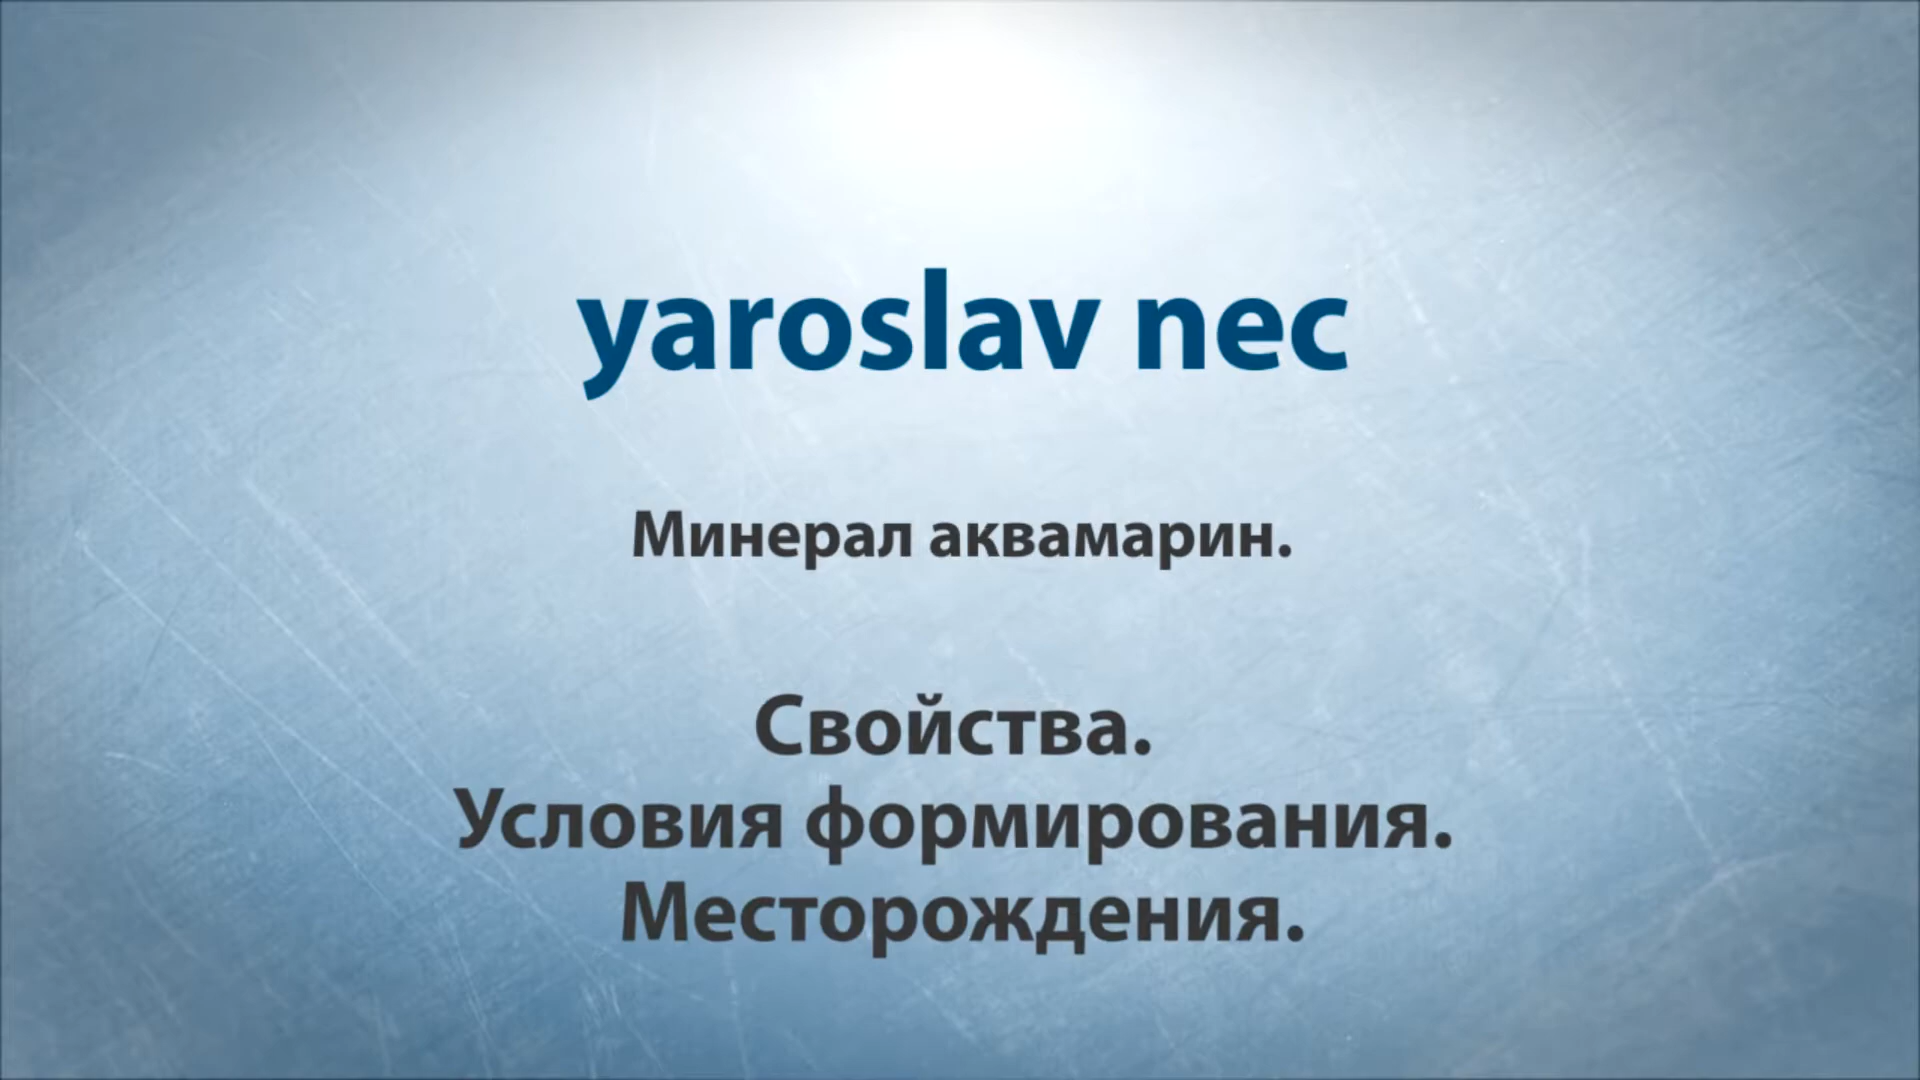 yaroslav nec
Минерал аквамарин.
Свойства.
Условия формирования.
Месторождения.